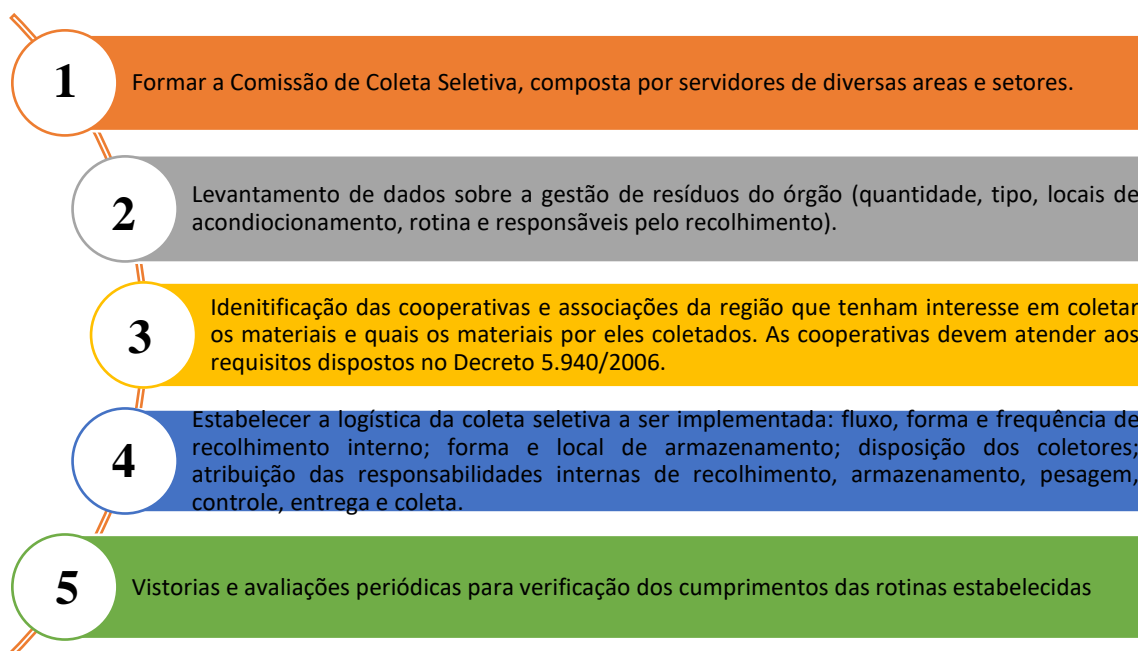 1
Formar a Comissão de Coleta Seletiva, composta por servidores de diversas areas e setores.
2
Levantamento de dados sobre a gestão de resíduos do órgão (quantidade, tipo, locais de
acondiocionamento, rotina e responsãveis pelo recolhimento).
3
Idenitificação das cooperativas e associações da região que tenham interesse em coletar
os materiais e quais os materiais por eles coletados. As cooperativas devem atender aos
requisitos dispostos no Decreto 5.940/2006.
4
Estabelecer a logística da coleta seletiva a ser implementada: fluxo, forma e frequência de
recolhimento interno; forma e local de armazenamento; disposição dos coletores;
atribuição das responsabilidades internas de recolhimento, armazenamento, pesagem,
controle, entrega e coleta.
5
Vistorias e avaliações periódicas para verificação dos cumprimentos das rotinas estabelecidas